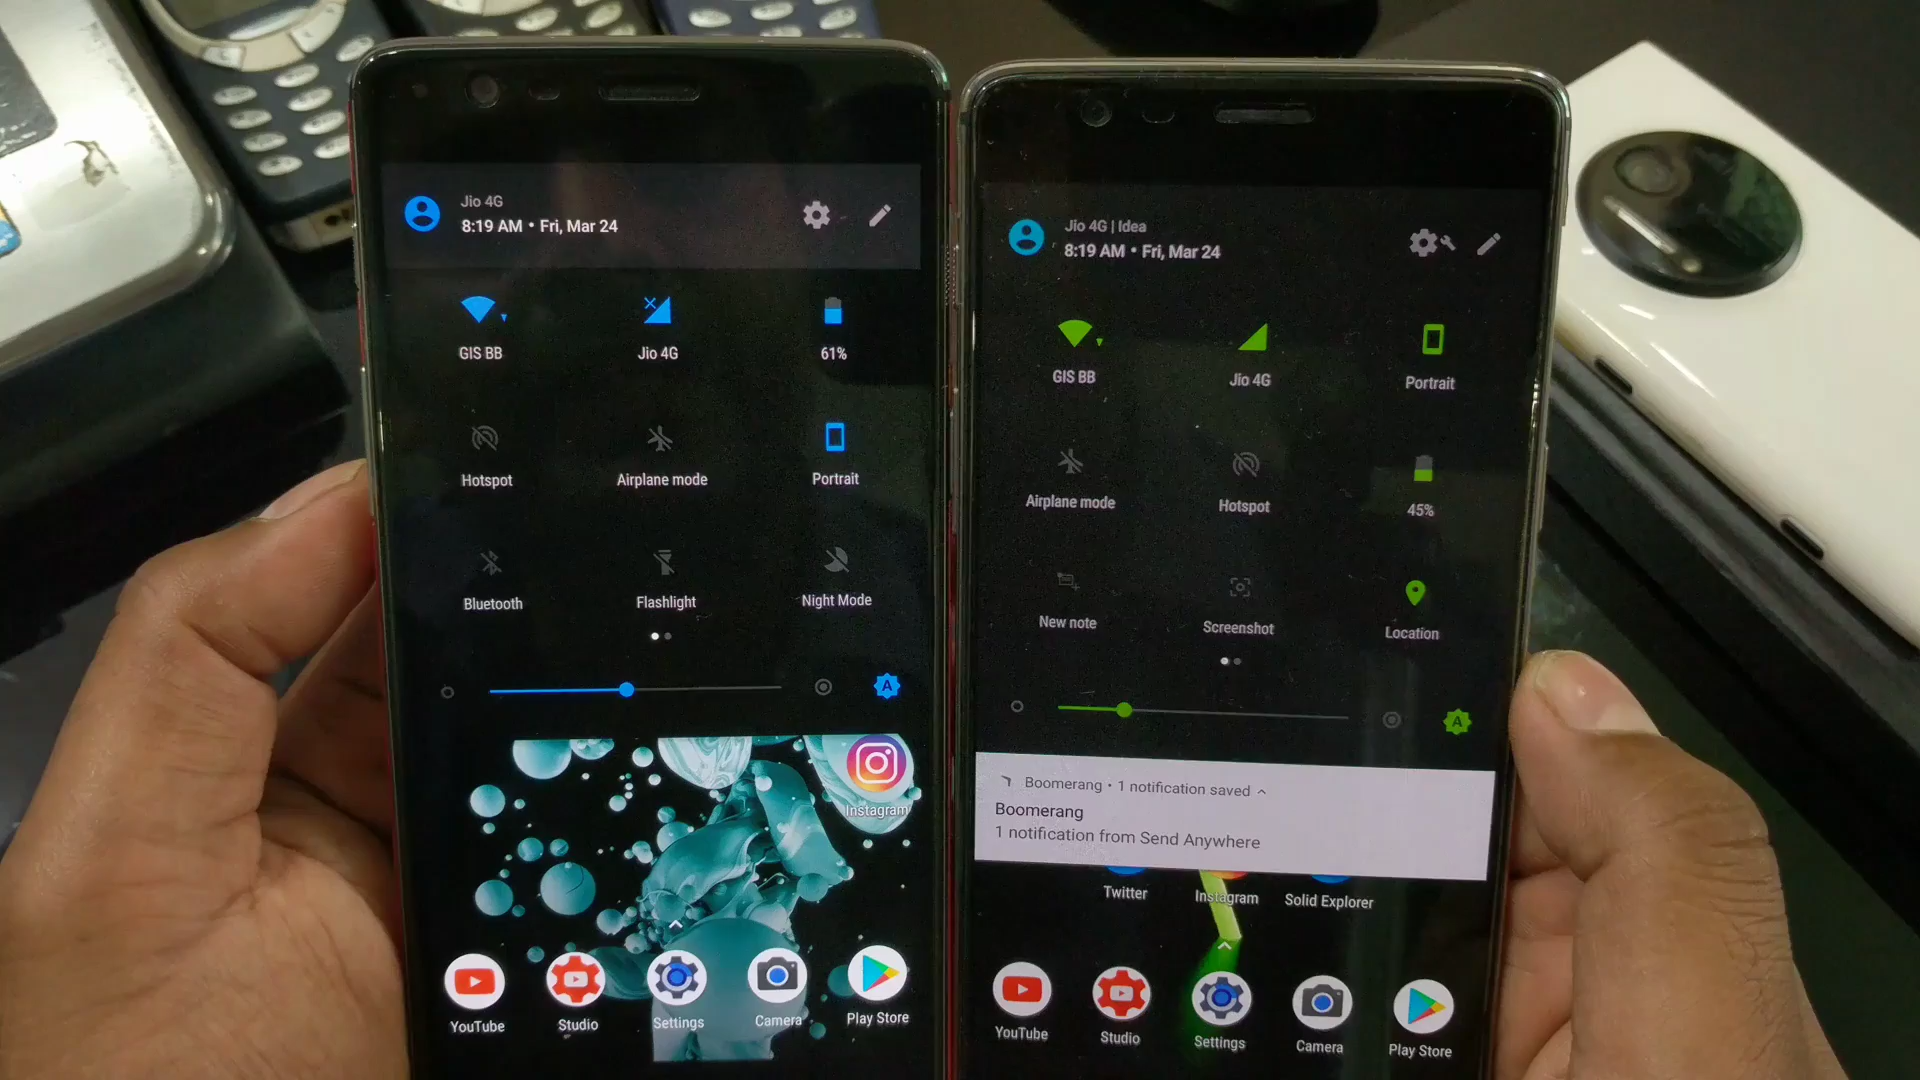 Jio 4G
8:19 AM • Fri, Mar 24
GIS BB
Jio 4G
61%
Hotspot
Airplane mode
Portrait
Bluetooth
Flashlight
Night Mode
A
Instagram
YouTube
Studio
Settings
Camera
Play Store
Jio 4G | Idea
8:19 AM • Fri, Mar 24
GIS BB
Jio 4G
Portrait
Airplane mode
Hotspot
45%
New note
Screenshot
Location
A
Boomerang • 1 notification saved
Boomerang
1 notification from Send Anywhere
Twitter
Instagram
Solid Explorer
YouTube
Studio
Settings
Camera
Play Store